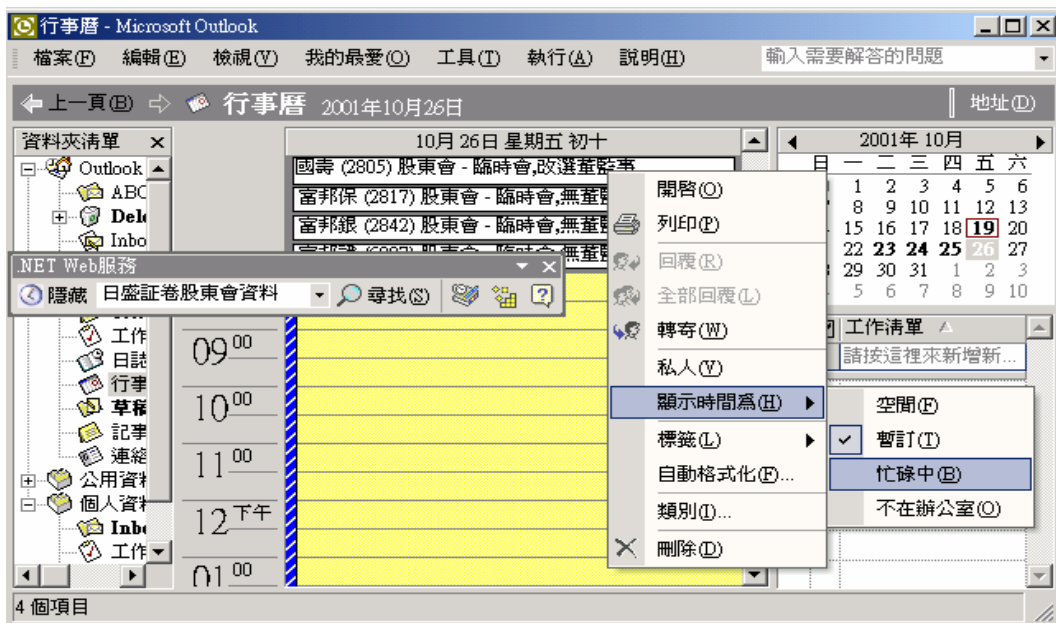 行事曆 - Microsoft Outlook
檔案(F) 編輯(E) 檢視(V) 我的最愛(O) 工具(T) 執行(A) 說明(H) 輸入需要解答的問題
上一頁(B) 行事曆 2001年10月26日 地址(D)
資料夾清單
Outlook
ABC
Dele
Inbo
.NET Web服務
隱藏 日盛証卷股東會資料 尋找(S)
工作
日誌
行事
草稿
記事
連絡
公用資料
個人資料
Inbo
工作
10月 26日 星期五 初十
國壽 (2805) 股東會 - 臨時會,改選董監事
富邦保 (2817) 股東會 - 臨時會,無董監
富邦銀 (2842) 股東會 - 臨時會,無董監
09 00
10 00
11 00
12 下午
01 00
開啓(O)
列印(P)
回覆(R)
全部回覆(L)
轉寄(W)
私人(V)
顯示時間爲(H)
標籤(L)
自動格式化(F)...
類別(I)...
刪除(D)
空閒(F)
暫訂(T)
忙碌中(B)
不在辦公室(O)
2001年 10月
日 一 二 三 四 五 六
1 2 3 4 5 6
8 9 10 11 12 13
15 16 17 18 19 20
22 23 24 25 26 27
29 30 31 1 2 3
5 6 7 8 9 10
工作清單
請按這裡來新增新...
4 個項目